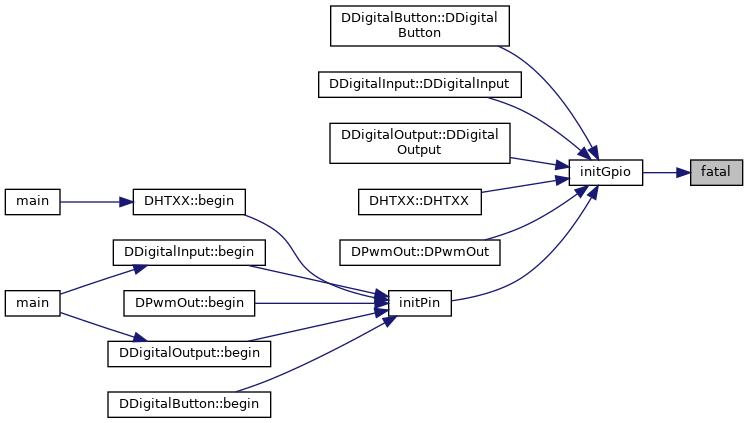 DDigitalButton::DDigital
Button
DDigitalInput::DDigitalInput
DDigitalOutput::DDigital
Output
initGpio
fatal
main
DHTXX::begin
DHTXX::DHTXX
DDigitalInput::begin
DPwmOut::DPwmOut
main
DPwmOut::begin
initPin
DDigitalOutput::begin
DDigitalButton::begin